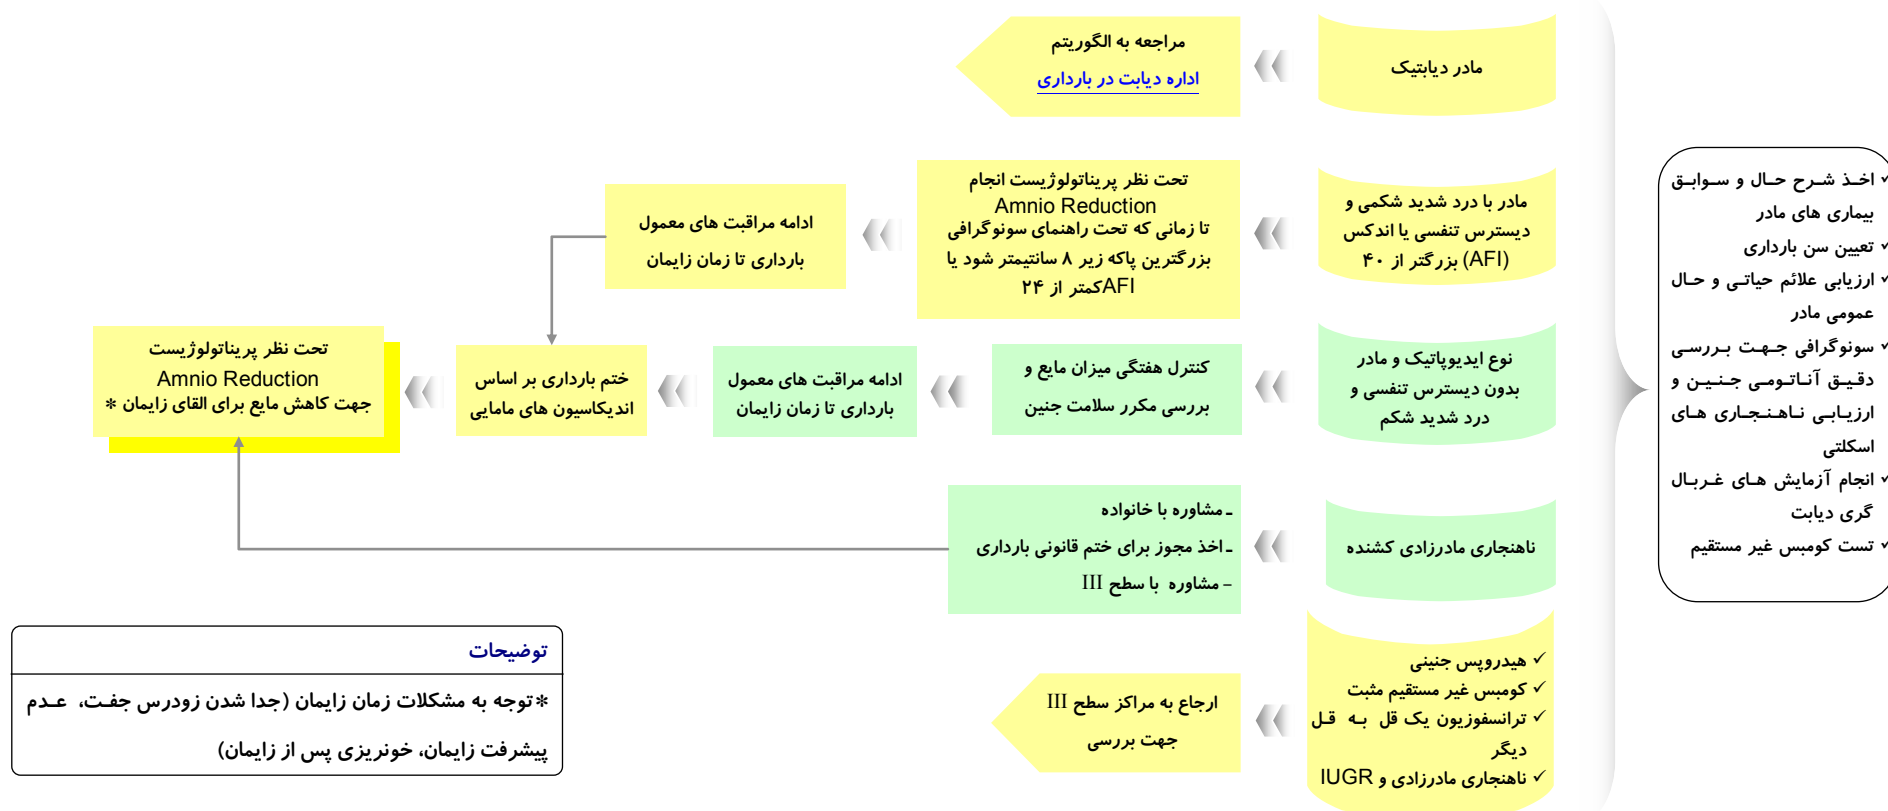 ✓ اخذ شرح حال و سوابق
بیماری های مادر
✓ تعیین سن بارداری
✓ ارزیابی علائم حیاتی و حال
عمومی مادر
✓ سونوگرافی جهت بررسی
دقیق آناتومی جنین و
ارزیابی ناهنجاری های
اسکلتی
✓ انجام آزمایش های غربال
گری دیابت
✓ تست کومبس غیر مستقیم
مادر دیابتیک
مراجعه به الگوریتم
اداره دیابت در بارداری
مادر با درد شدید شکمی و
دیسترس تنفسی یا اندکس
(AFI) بزرگتر از ۴۰
تحت نظر پریناتولوژیست انجام
Amnio Reduction
تا زمانی که تحت راهنمای سونوگرافی
بزرگترین پاکه زیر ۸ سانتیمتر شود یا
AFIکمتر از ۲۴
ادامه مراقبت های معمول
بارداری تا زمان زایمان
نوع ایدیوپاتیک و مادر
بدون دیسترس تنفسی و
درد شدید شکم
کنترل هفتگی میزان مایع و
بررسی مکرر سلامت جنین
ادامه مراقبت های معمول
بارداری تا زمان زایمان
ختم بارداری بر اساس
اندیکاسیون های مامایی
تحت نظر پریناتولوژیست
Amnio Reduction
جهت کاهش مایع برای القای زایمان *
ناهنجاری مادرزادی کشنده
ـ مشاوره با خانواده
ـ اخذ مجوز برای ختم قانونی بارداری
– مشاوره با سطح III
✓ هیدروپس جنینی
✓ کومبس غیر مستقیم مثبت
✓ ترانسفوزیون یک قل به قل
دیگر
✓ ناهنجاری مادرزادی و IUGR
ارجاع به مراکز سطح III
جهت بررسی
توضیحات
*توجه به مشکلات زمان زایمان (جدا شدن زودرس جفت، عدم
پیشرفت زایمان، خونریزی پس از زایمان)